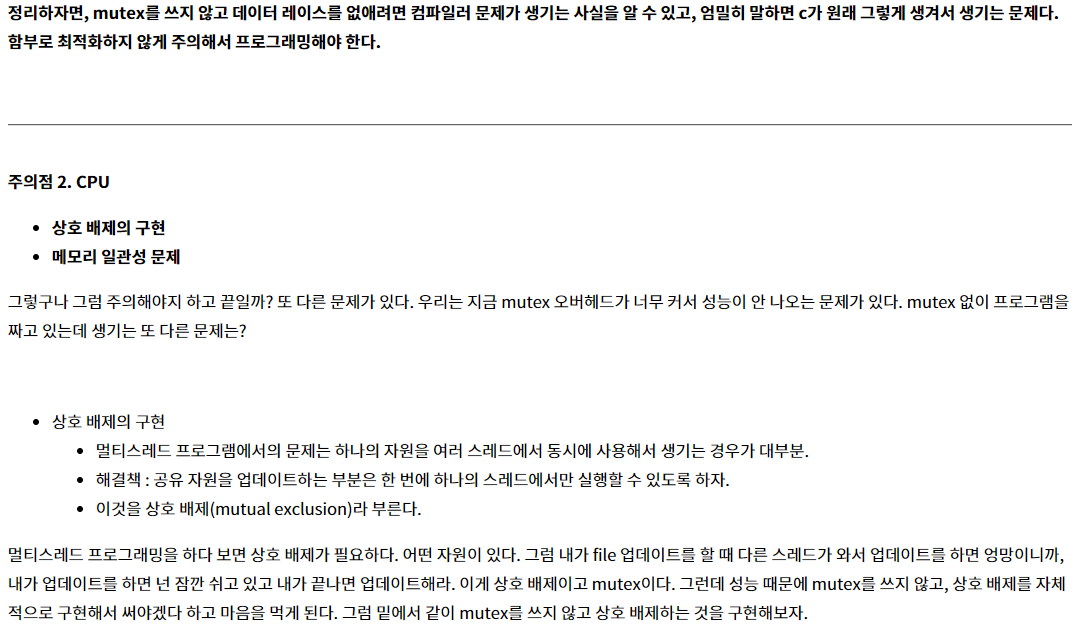 정리하자면, mutex를 쓰지 않고 데이터 레이스를 없애려면 컴파일러 문제가 생기는 사실을 알 수 있고, 엄밀히 말하면 c가 원래 그렇게 생겨서 생기는 문제다.
함부로 최적화하지 않게 주의해서 프로그래밍해야 한다.
주의점 2. CPU
상호 배제의 구현
메모리 일관성 문제
그렇구나 그럼 주의해야지 하고 끝일까? 또 다른 문제가 있다. 우리는 지금 mutex 오버헤드가 너무 커서 성능이 안 나오는 문제가 있다. mutex 없이 프로그램을
짜고 있는데 생기는 또 다른 문제는?
상호 배제의 구현
멀티스레드 프로그램에서의 문제는 하나의 자원을 여러 스레드에서 동시에 사용해서 생기는 경우가 대부분.
해결책 : 공유 자원을 업데이트하는 부분은 한 번에 하나의 스레드에서만 실행할 수 있도록 하자.
이것을 상호 배제(mutual exclusion)라 부른다.
멀티스레드 프로그래밍을 하다 보면 상호 배제가 필요하다. 어떤 자원이 있다. 그럼 내가 file 업데이트를 할 때 다른 스레드가 와서 업데이트를 하면 엉망이니까,
내가 업데이트를 하면 넌 잠깐 쉬고 있고 내가 끝나면 업데이트해라. 이게 상호 배제이고 mutex이다. 그런데 성능 때문에 mutex를 쓰지 않고, 상호 배제를 자체
적으로 구현해서 써야겠다 하고 마음을 먹게 된다. 그럼 밑에서 같이 mutex를 쓰지 않고 상호 배제하는 것을 구현해보자.